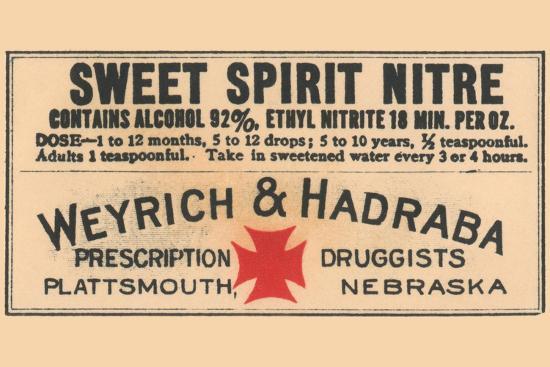 SWEET SPIRIT NITRE
CONTAINS ALCOHOL 92%, ETHYL NITRITE 18 MIN. PER OZ.
DOSE—1 to 12 months, 5 to 12 drops; 5 to 10 years, ½ teaspoonful.
Adults 1 teaspoonful. Take in sweetened water every 3 or 4 hours.
WEYRICH & HADRABA
PRESCRIPTION DRUGGISTS
PLATTSMOUTH, NEBRASKA